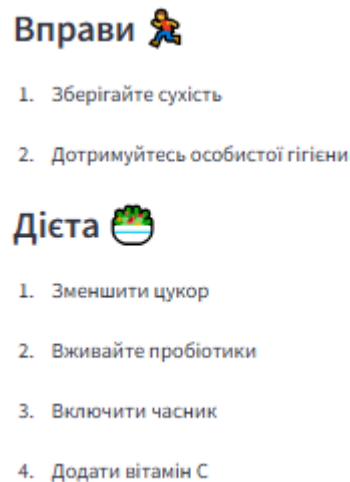 Вправи 🏃
1. Зберігайте сухість
2. Дотримуйтесь особистої гігієни
Дієта 🥗
1. Зменшити цукор
2. Вживайте пробіотики
3. Включити часник
4. Додати вітамін С